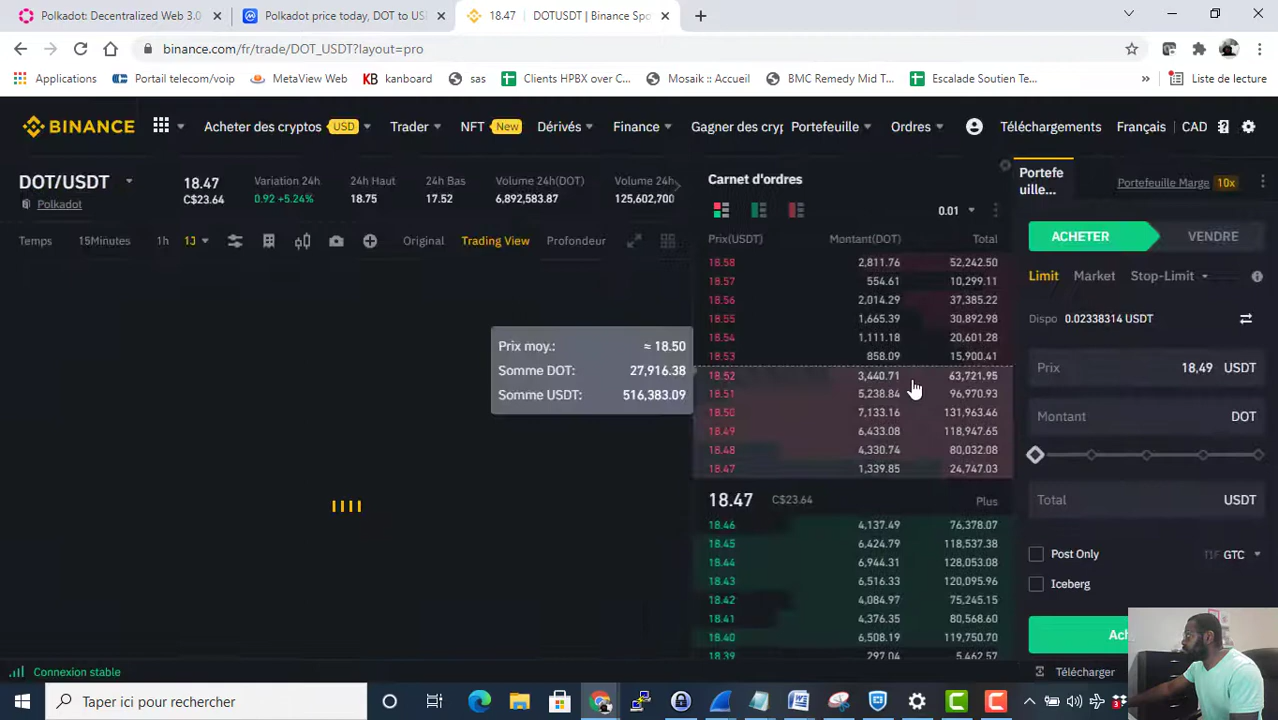 Polkadot: Decentralized Web 3.0
Polkadot price today, DOT to US
18.47 DOTUSDT | Binance Spo
binance.com/fr/trade/DOT_USDT?layout=pro
Applications
Portail telecom/voip
MetaView Web
KB kanboard
sas
Clients HPBX over C...
Mosaik :: Accueil
BMC Remedy Mid T...
Escalade Soutien Te...
»
Liste de lecture
BINANCE
Acheter des cryptos USD
Trader
NFT New
Dérivés
Finance
Gagner des cryp
Portefeuille
Ordres
Téléchargements
Français
CAD
DOT/USDT
Polkadot
18.47
C$23.64
Variation 24h
0.92 +5.24%
24h Haut
18.75
24h Bas
17.52
Volume 24h(DOT)
6,892,583.87
Volume 24h
125,602,700
Temps 15Minutes 1h 1J
Original Trading View Profondeur
Carnet d'ordres
0.01
Prix(USDT) Montant(DOT) Total
18.58 2,811.76 52,242.50
18.57 554.61 10,299.11
18.56 2,014.29 37,385.22
18.55 1,665.39 30,892.98
18.54 1,111.18 20,601.28
18.53 858.09 15,900.41
18.52 3,440.71 63,721.95
18.51 5,238.84 96,970.93
18.50 7,133.16 131,963.46
18.49 6,433.08 118,947.65
18.48 4,330.74 80,032.08
18.47 1,339.85 24,747.03
18.47 C$23.64 Plus
18.46 4,137.49 76,378.07
18.45 6,424.79 118,537.38
18.44 6,944.31 128,053.08
18.43 6,516.33 120,095.96
18.42 4,084.97 75,245.15
18.41 4,376.35 80,568.60
18.40 6,508.19 119,750.70
18.39 297.04 5,462.57
Prix moy.: ≈ 18.50
Somme DOT: 27,916.38
Somme USDT: 516,383.09
Portefe
uille...
Portefeuille Marge 10x
ACHETER VENDRE
Limit Market Stop-Limit
Dispo 0.02338314 USDT
Prix 18,49 USDT
Montant DOT
Total USDT
Post Only
TIF GTC
Iceberg
Ach
Connexion stable
Télécharger
Taper ici pour rechercher